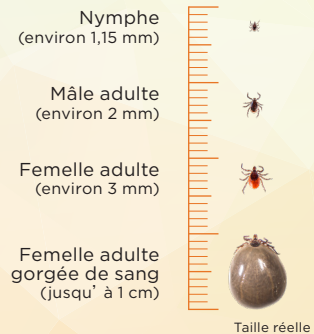 Nymphe
(environ 1,15 mm)
Mâle adulte
(environ 2 mm)
Femelle adulte
(environ 3 mm)
Femelle adulte
gorgée de sang
(jusqu' à 1 cm)
Taille réelle